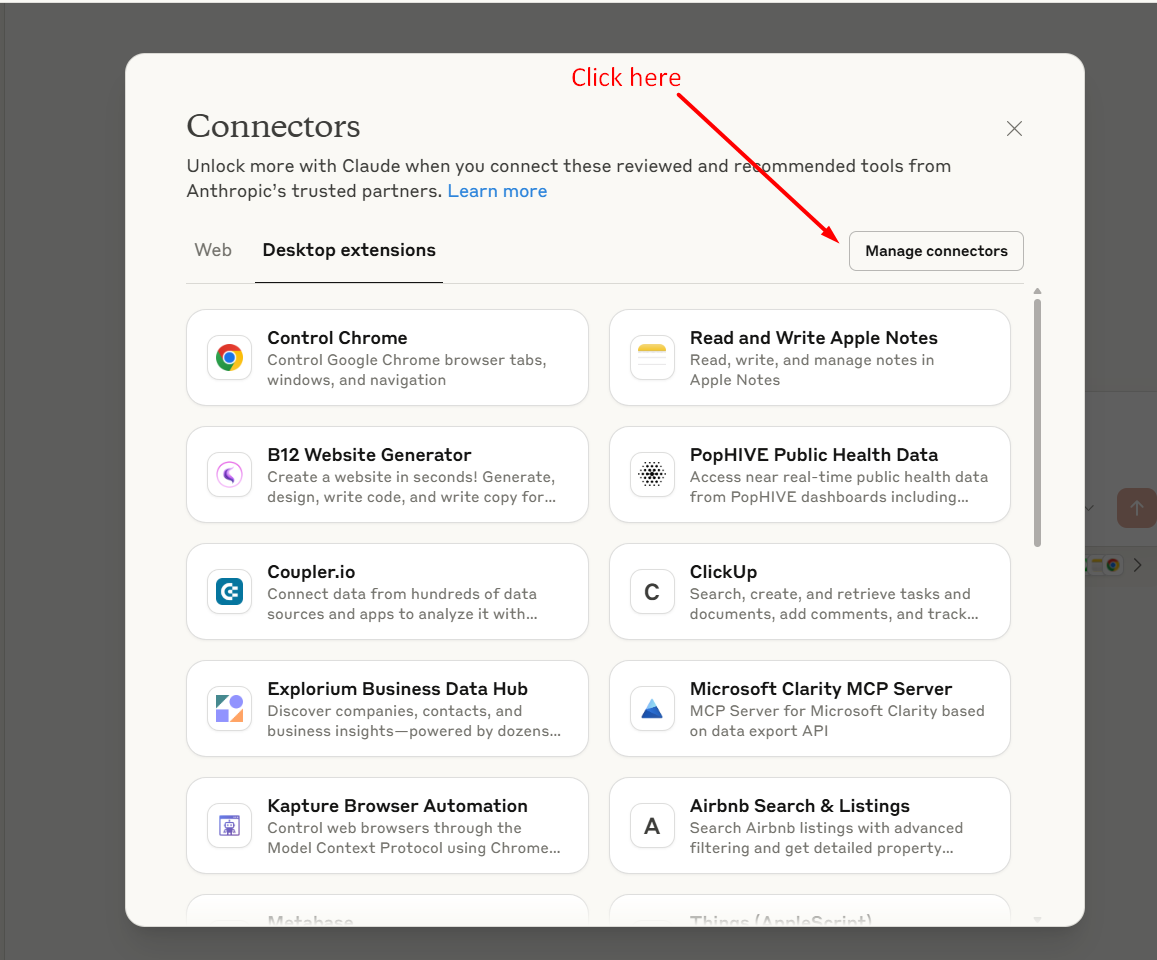 Click here
Connectors
Unlock more with Claude when you connect these reviewed and recommended tools from
Anthropic's trusted partners. Learn more
Web Desktop extensions Manage connectors
Control Chrome
Control Google Chrome browser tabs,
windows, and navigation
Read and Write Apple Notes
Read, write, and manage notes in
Apple Notes
B12 Website Generator
Create a website in seconds! Generate,
design, write code, and write copy for...
PopHIVE Public Health Data
Access near real-time public health data
from PopHIVE dashboards including...
Coupler.io
Connect data from hundreds of data
sources and apps to analyze it with...
C
ClickUp
Search, create, and retrieve tasks and
documents, add comments, and track...
Explorium Business Data Hub
Discover companies, contacts, and
business insights—powered by dozens...
Microsoft Clarity MCP Server
MCP Server for Microsoft Clarity based
on data export API
Kapture Browser Automation
Control web browsers through the
Model Context Protocol using Chrome...
A
Airbnb Search & Listings
Search Airbnb listings with advanced
filtering and get detailed property...
Metabase
Things (AppleScript)